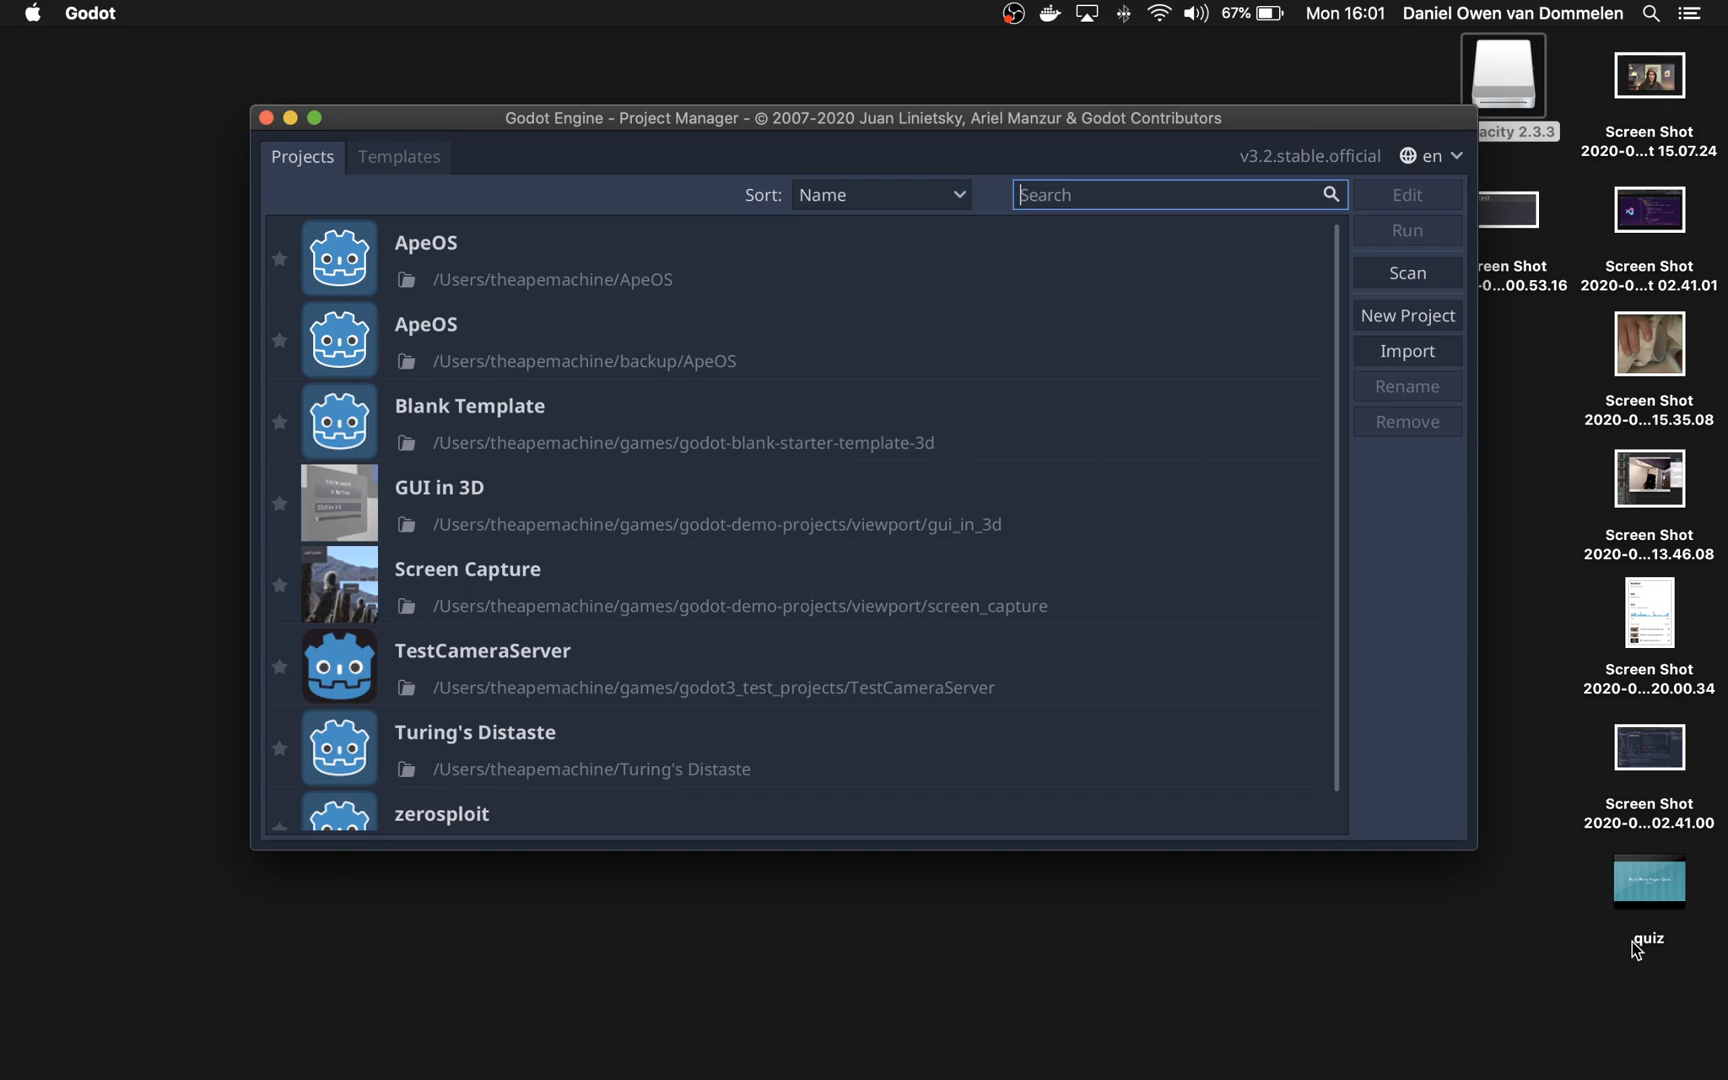 Godot
67%
Mon 16:01
Daniel Owen van Dommelen
Godot Engine - Project Manager - © 2007-2020 Juan Linietsky, Ariel Manzur & Godot Contributors
Projects
Templates
v3.2.stable.official
en
Sort:
Name
Search
Edit
Run
Scan
New Project
Import
Rename
Remove
ApeOS
/Users/theapemachine/ApeOS
ApeOS
/Users/theapemachine/backup/ApeOS
Blank Template
/Users/theapemachine/games/godot-blank-starter-template-3d
GUI in 3D
/Users/theapemachine/games/godot-demo-projects/viewport/gui_in_3d
Screen Capture
/Users/theapemachine/games/godot-demo-projects/viewport/screen_capture
TestCameraServer
/Users/theapemachine/games/godot3_test_projects/TestCameraServer
Turing's Distaste
/Users/theapemachine/Turing's Distaste
zerosploit
acity 2.3.3
reen Shot
-0...00.53.16
Screen Shot
2020-0...t 15.07.24
Screen Shot
2020-0...t 02.41.01
Screen Shot
2020-0...15.35.08
Screen Shot
2020-0...13.46.08
Screen Shot
2020-0...20.00.34
Screen Shot
2020-0...02.41.00
quiz